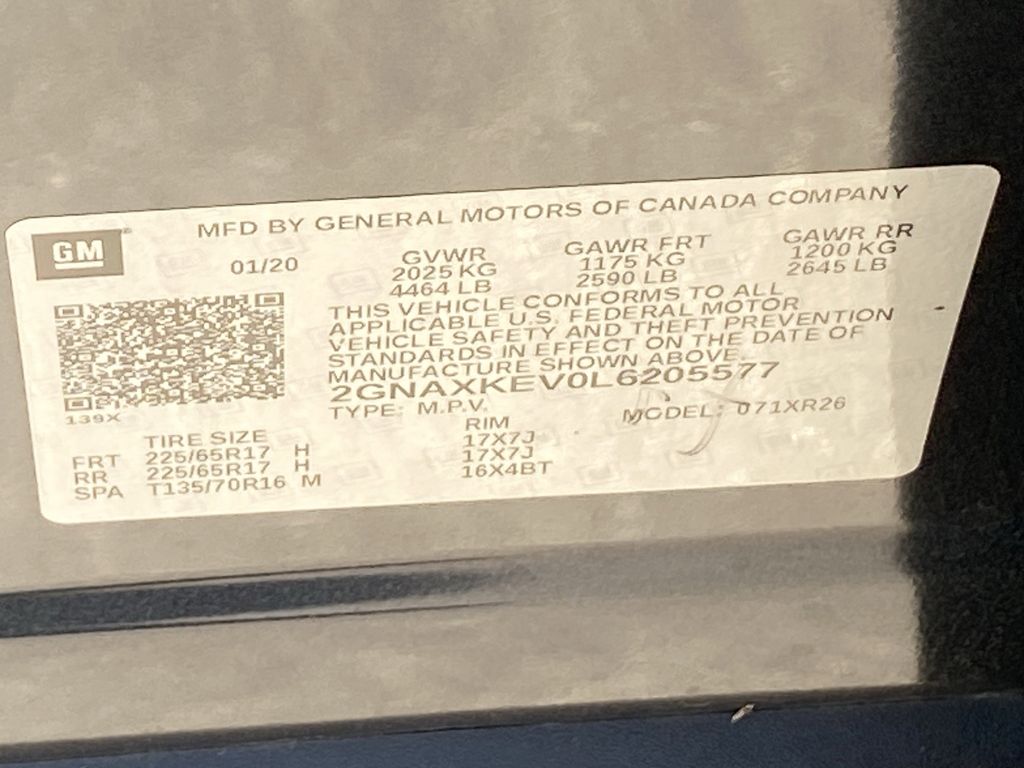 MFD BY GENERAL MOTORS OF CANADA COMPANY
GM
01/20
GVWR
2025 KG
4464 LB
GAWR FRT
1175 KG
2590 LB
GAWR RR
1200 KG
2645 LB
THIS VEHICLE CONFORMS TO ALL
APPLICABLE U.S. FEDERAL MOTOR
VEHICLE SAFETY AND THEFT PREVENTION
STANDARDS IN EFFECT ON THE DATE OF
MANUFACTURE SHOWN ABOVE.
2GNAXKEV0L6205577
TYPE: M.P.V. MODEL: 071XR26
139X
TIRE SIZE RIM
FRT 225/65R17 H 17X7J
RR 225/65R17 H 17X7J
SPA T135/70R16 M 16X4BT